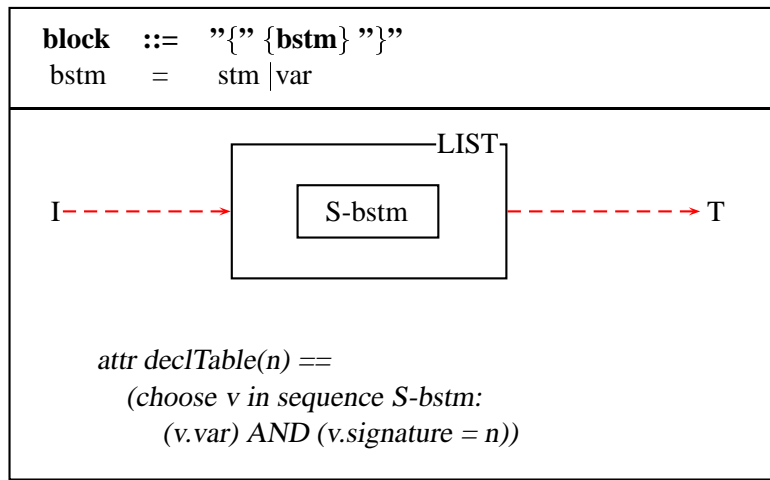 block ::= ”{” {bstm} ”}”
bstm = stm |var
LIST
I S-bstm T
attr declTable(n) ==
(choose v in sequence S-bstm:
(v.var) AND (v.signature = n))